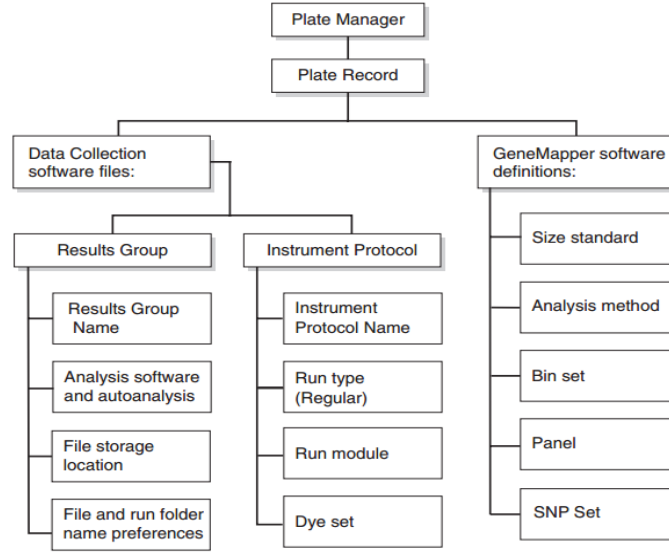 Plate Manager
Plate Record
Data Collection
software files:
GeneMapper software
definitions:
Results Group
Instrument Protocol
Results Group
Name
Analysis software
and autoanalysis
File storage
location
File and run folder
name preferences
Instrument
Protocol Name
Run type
(Regular)
Run module
Dye set
Size standard
Analysis method
Bin set
Panel
SNP Set